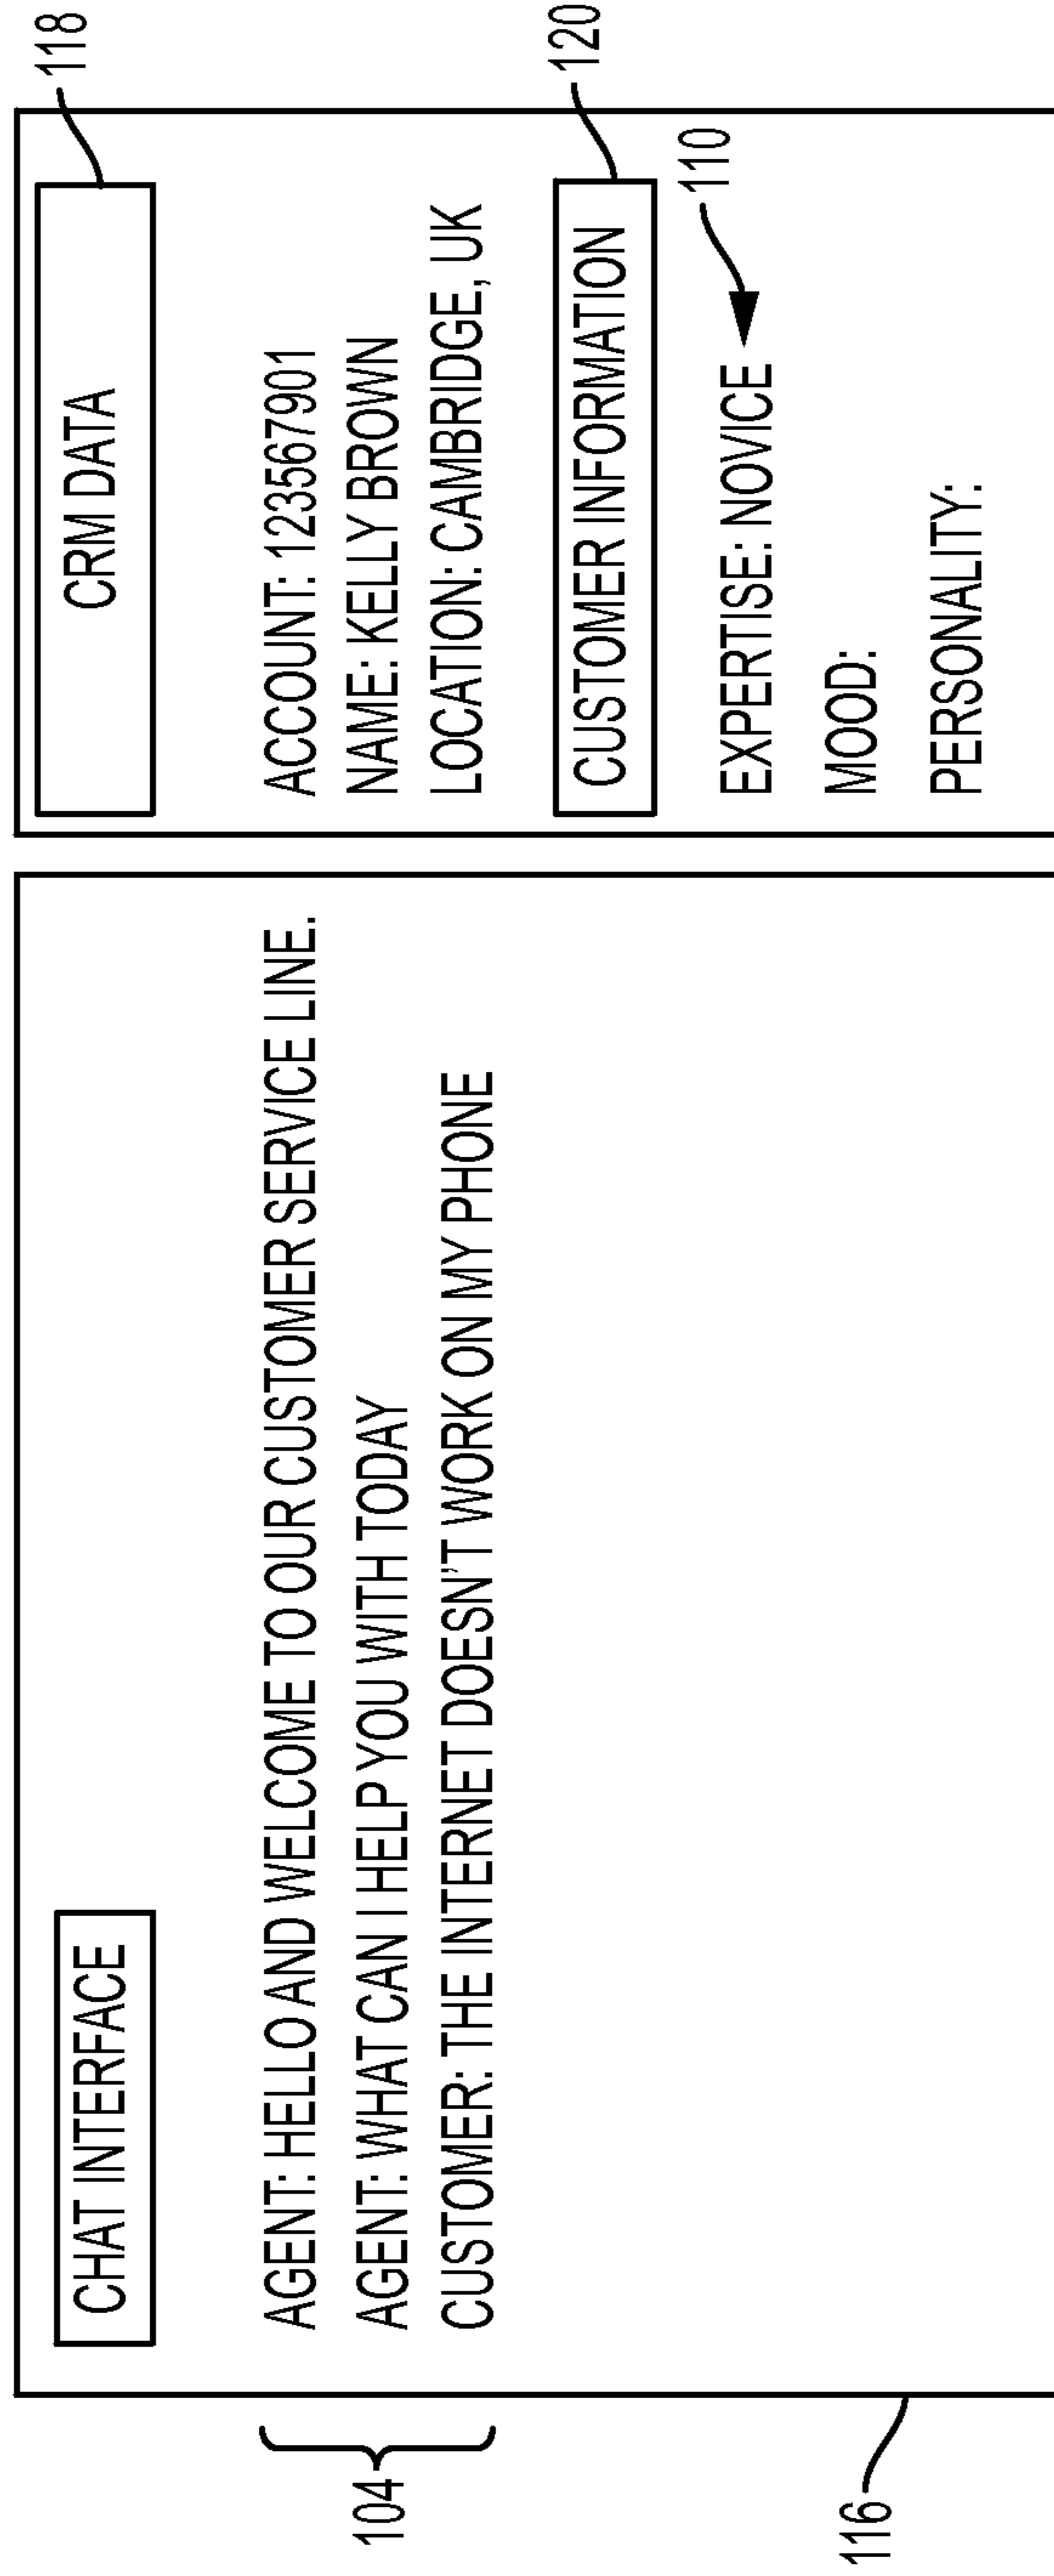 CHAT INTERFACE
AGENT: HELLO AND WELCOME TO OUR CUSTOMER SERVICE LINE.
AGENT: WHAT CAN I HELP YOU WITH TODAY
CUSTOMER: THE INTERNET DOESN'T WORK ON MY PHONE
104
116
CRM DATA
118
ACCOUNT: 123567901
NAME: KELLY BROWN
LOCATION: CAMBRIDGE, UK
CUSTOMER INFORMATION
120
EXPERTISE: NOVICE
110
MOOD:
PERSONALITY: